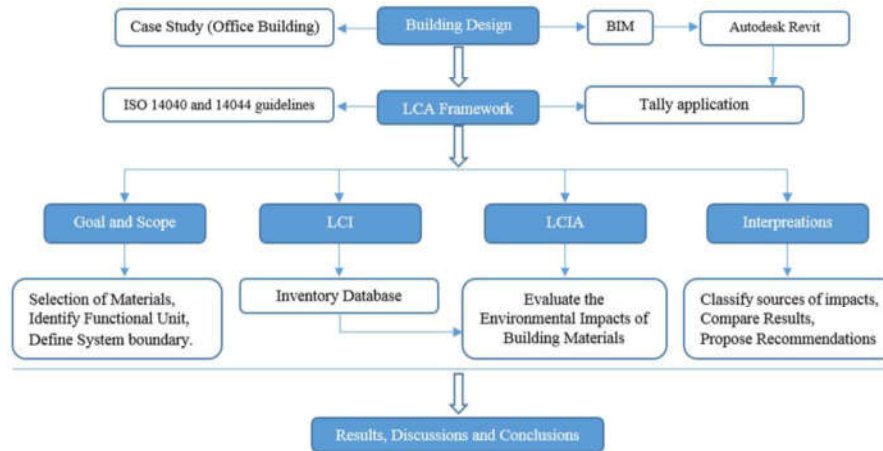 Case Study (Office Building)
Building Design
BIM
Autodesk Revit
ISO 14040 and 14044 guidelines
LCA Framework
Tally application
Goal and Scope
LCI
LCIA
Interpreations
Selection of Materials,
Identify Functional Unit,
Define System boundary.
Inventory Database
Evaluate the
Environmental Impacts of
Building Materials
Classify sources of impacts,
Compare Results,
Propose Recommendations
Results, Discussions and Conclusions